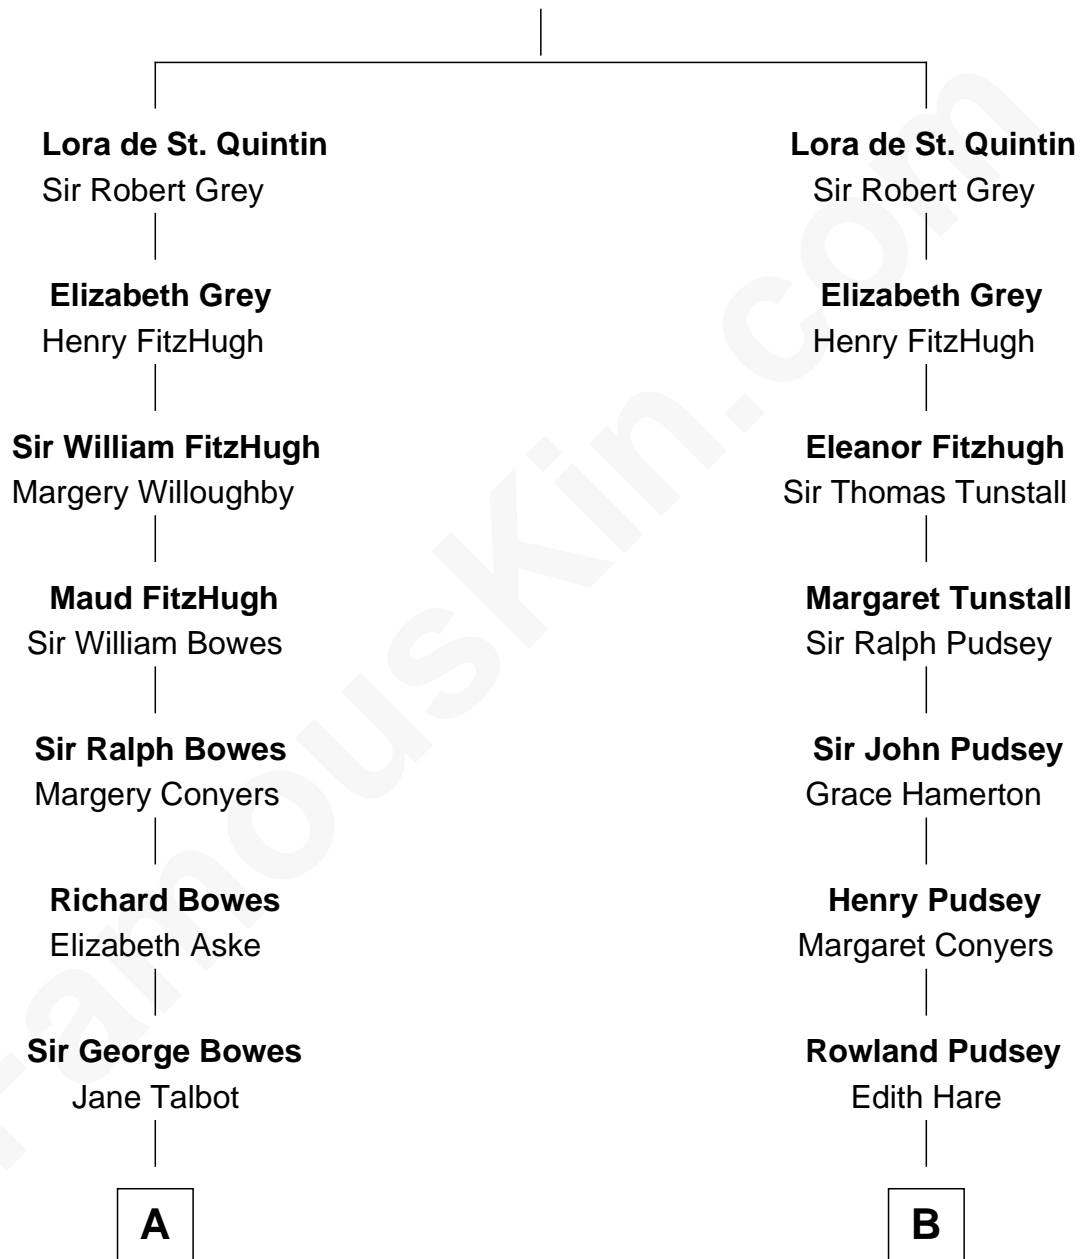 Lora de St. Quintin
Sir Robert Grey
Elizabeth Grey
Henry FitzHugh
Sir William FitzHugh
Margery Willoughby
Maud FitzHugh
Sir William Bowes
Sir Ralph Bowes
Margery Conyers
Richard Bowes
Elizabeth Aske
Sir George Bowes
Jane Talbot
A
Lora de St. Quintin
Sir Robert Grey
Elizabeth Grey
Henry FitzHugh
Eleanor Fitzhugh
Sir Thomas Tunstall
Margaret Tunstall
Sir Ralph Pudsey
Sir John Pudsey
Grace Hamerton
Henry Pudsey
Margaret Conyers
Rowland Pudsey
Edith Hare
B
FamousKin.com